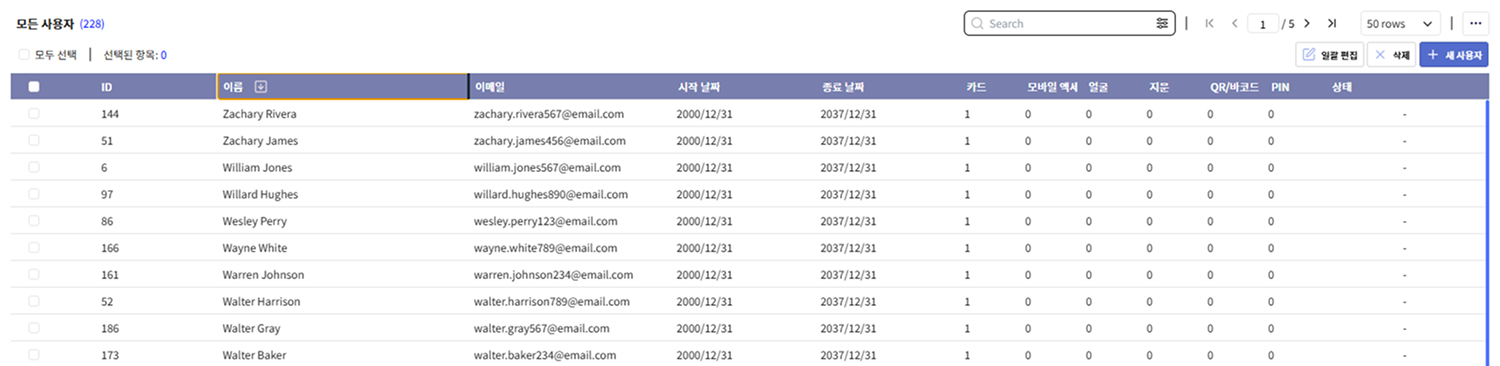 모든 사용자 (228) Search 1 / 5 50 rows
모두 선택 선택된 항목: 0 일괄 편집 삭제 새 사용자
ID 이름 이메일 시작 날짜 종료 날짜 카드 모바일 액세 얼굴 지문 QR/바코드 PIN 상태
144 Zachary Rivera zachary.rivera567@email.com 2000/12/31 2037/12/31 1 0 0 0 0 0 -
51 Zachary James zachary.james456@email.com 2000/12/31 2037/12/31 1 0 0 0 0 0 -
6 William Jones william.jones567@email.com 2000/12/31 2037/12/31 1 0 0 0 0 0 -
97 Willard Hughes willard.hughes890@email.com 2000/12/31 2037/12/31 1 0 0 0 0 0 -
86 Wesley Perry wesley.perry123@email.com 2000/12/31 2037/12/31 1 0 0 0 0 0 -
166 Wayne White wayne.white789@email.com 2000/12/31 2037/12/31 1 0 0 0 0 0 -
161 Warren Johnson warren.johnson234@email.com 2000/12/31 2037/12/31 1 0 0 0 0 0 -
52 Walter Harrison walter.harrison789@email.com 2000/12/31 2037/12/31 1 0 0 0 0 0 -
186 Walter Gray walter.gray567@email.com 2000/12/31 2037/12/31 1 0 0 0 0 0 -
173 Walter Baker walter.baker234@email.com 2000/12/31 2037/12/31 1 0 0 0 0 0 -